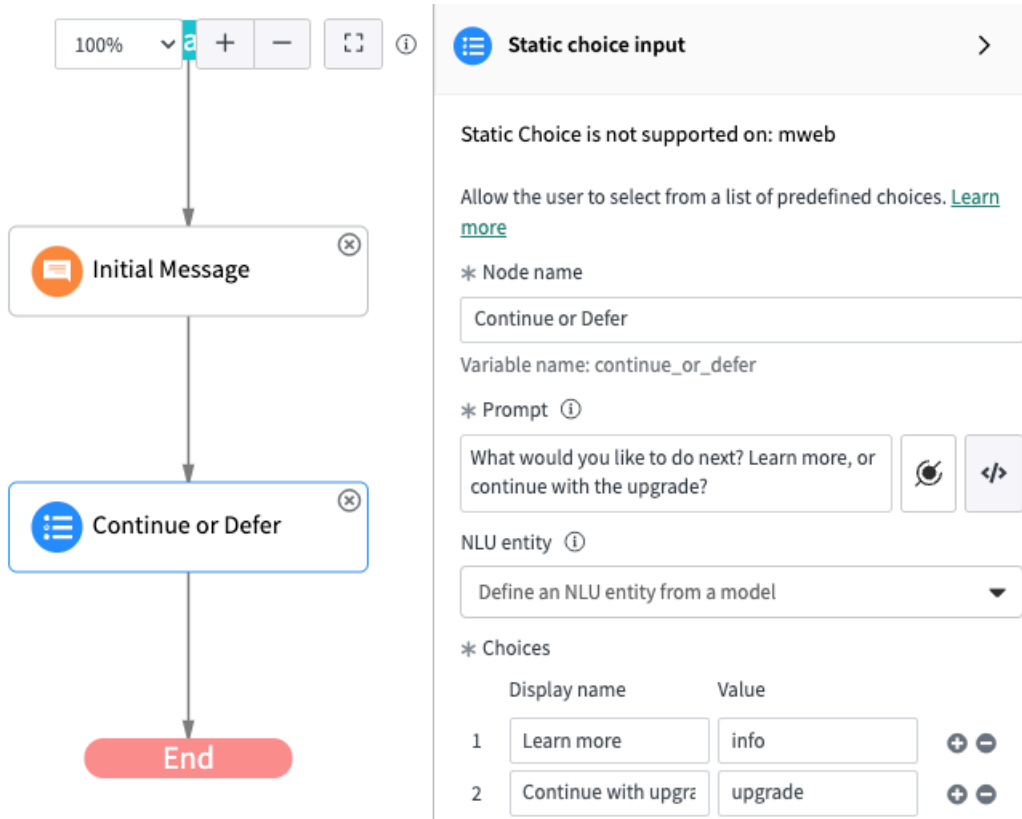 100%
a
Static choice input
Static Choice is not supported on: mweb
Allow the user to select from a list of predefined choices. Learn
more
Initial Message
* Node name
Continue or Defer
Variable name: continue_or_defer
* Prompt
What would you like to do next? Learn more, or
continue with the upgrade?
</>
Continue or Defer
NLU entity
Define an NLU entity from a model
* Choices
Display name Value
1 Learn more info
End
2 Continue with upgra upgrade